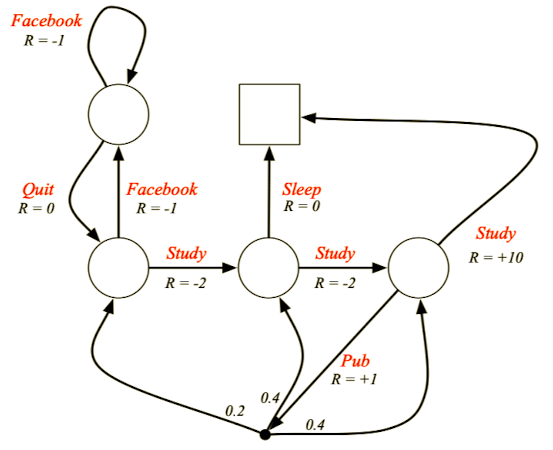 Facebook
R = -1
Quit
R = 0
Facebook
R = -1
Sleep
R = 0
Study
R = -2
Study
R = -2
Study
R = +10
Pub
R = +1
0.2
0.4
0.4